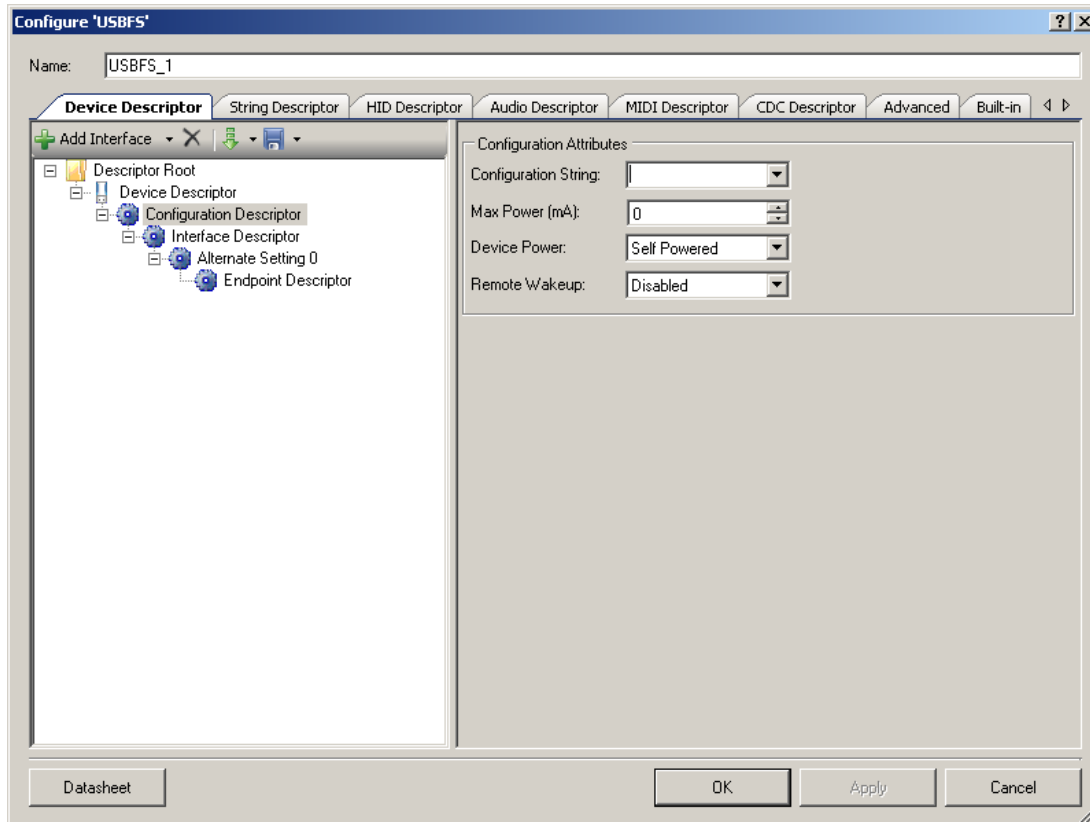 Configure 'USBFS'
Name: USBFS_1
Device Descriptor String Descriptor HID Descriptor Audio Descriptor MIDI Descriptor CDC Descriptor Advanced Built-in
Add Interface
Descriptor Root
Device Descriptor
Configuration Descriptor
Interface Descriptor
Alternate Setting 0
Endpoint Descriptor
Configuration Attributes
Configuration String:
Max Power (mA): 0
Device Power: Self Powered
Remote Wakeup: Disabled
Datasheet OK Apply Cancel